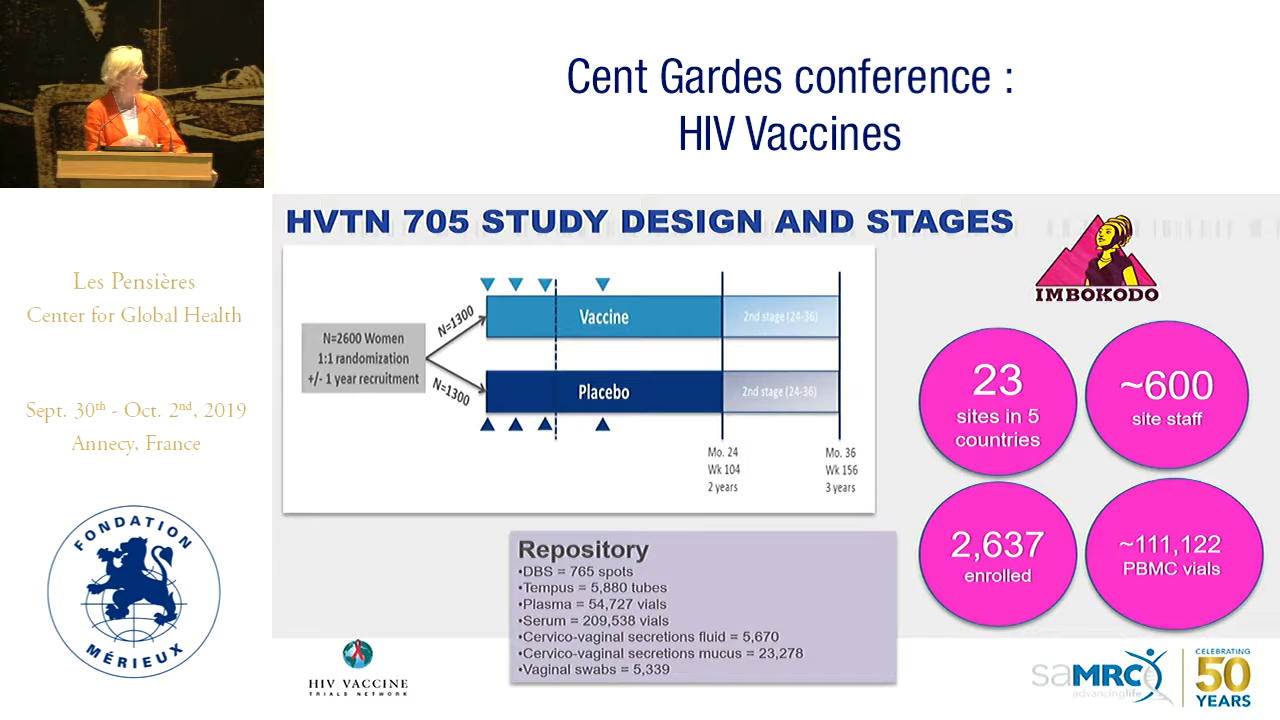 Cent Gardes conference :
HIV Vaccines
Les Pensières
Center for Global Health
Sept. 30th - Oct. 2nd, 2019
Annecy, France
FONDATION
MÉRIEUX
HVTN 705 STUDY DESIGN AND STAGES
IMBOKODO
N=2600 Women
1:1 randomization
+/- 1 year recruitment
N=1300
N=1300
Vaccine
2nd stage (24-36)
Placebo
2nd stage (24-36)
Mo. 24
Wk 104
2 years
Mo. 36
Wk 156
3 years
23
sites in 5
countries
~600
site staff
2,637
enrolled
~111,122
PBMC vials
Repository
•DBS = 765 spots
•Tempus = 5,880 tubes
•Plasma = 54,727 vials
•Serum = 209,538 vials
•Cervico-vaginal secretions fluid = 5,670
•Cervico-vaginal secretions mucus = 23,278
•Vaginal swabs = 5,339
HIV VACCINE
TRIALS NETWORK
saMRC
advancinglife
CELEBRATING
50
YEARS